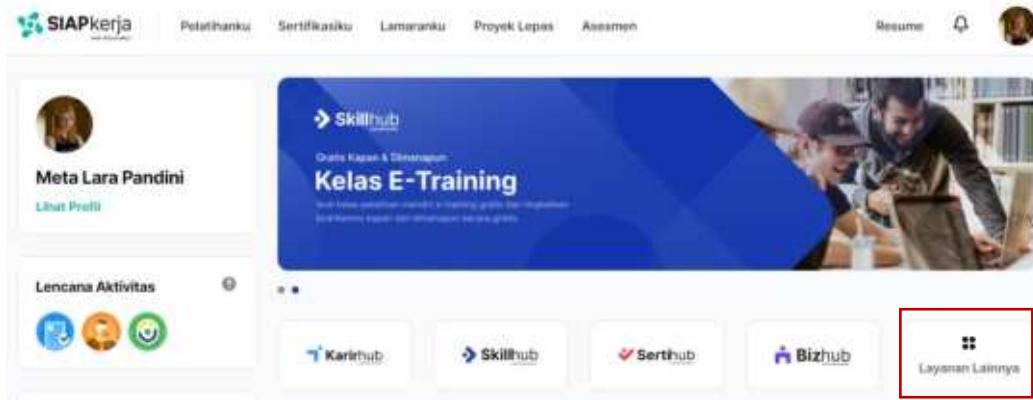 SIAPkerja
Pelatihanku Sertifikasiku Lamaranku Proyek Lepas Asesmen Resume
Skillhub
Gratis Kapan & Dimanapun
Kelas E-Training
Meta Lara Pandini
Lihat Profil
Lencana Aktivitas
Karirhub Skillhub Sertihub Bizhub
Layanan Lainnya